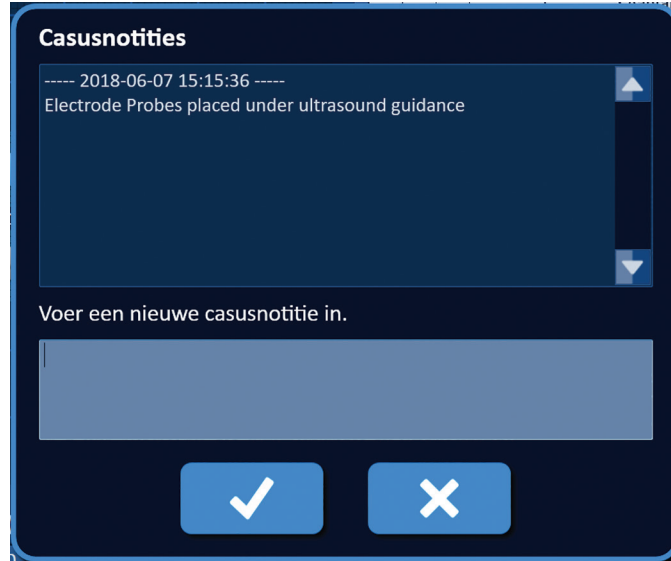 Casusnotities
----- 2018-06-07 15:15:36 -----
Electrode Probes placed under ultrasound guidance
Voer een nieuwe casusnotitie in.